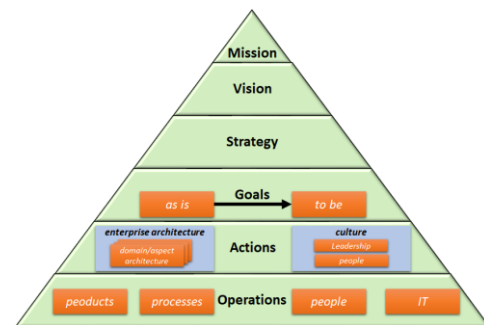 Mission
Vision
Strategy
Goals
as is
to be
enterprise architecture
domain/aspect
architecture
Actions
culture
Leadership
people
peoducts
processes
Operations
people
IT